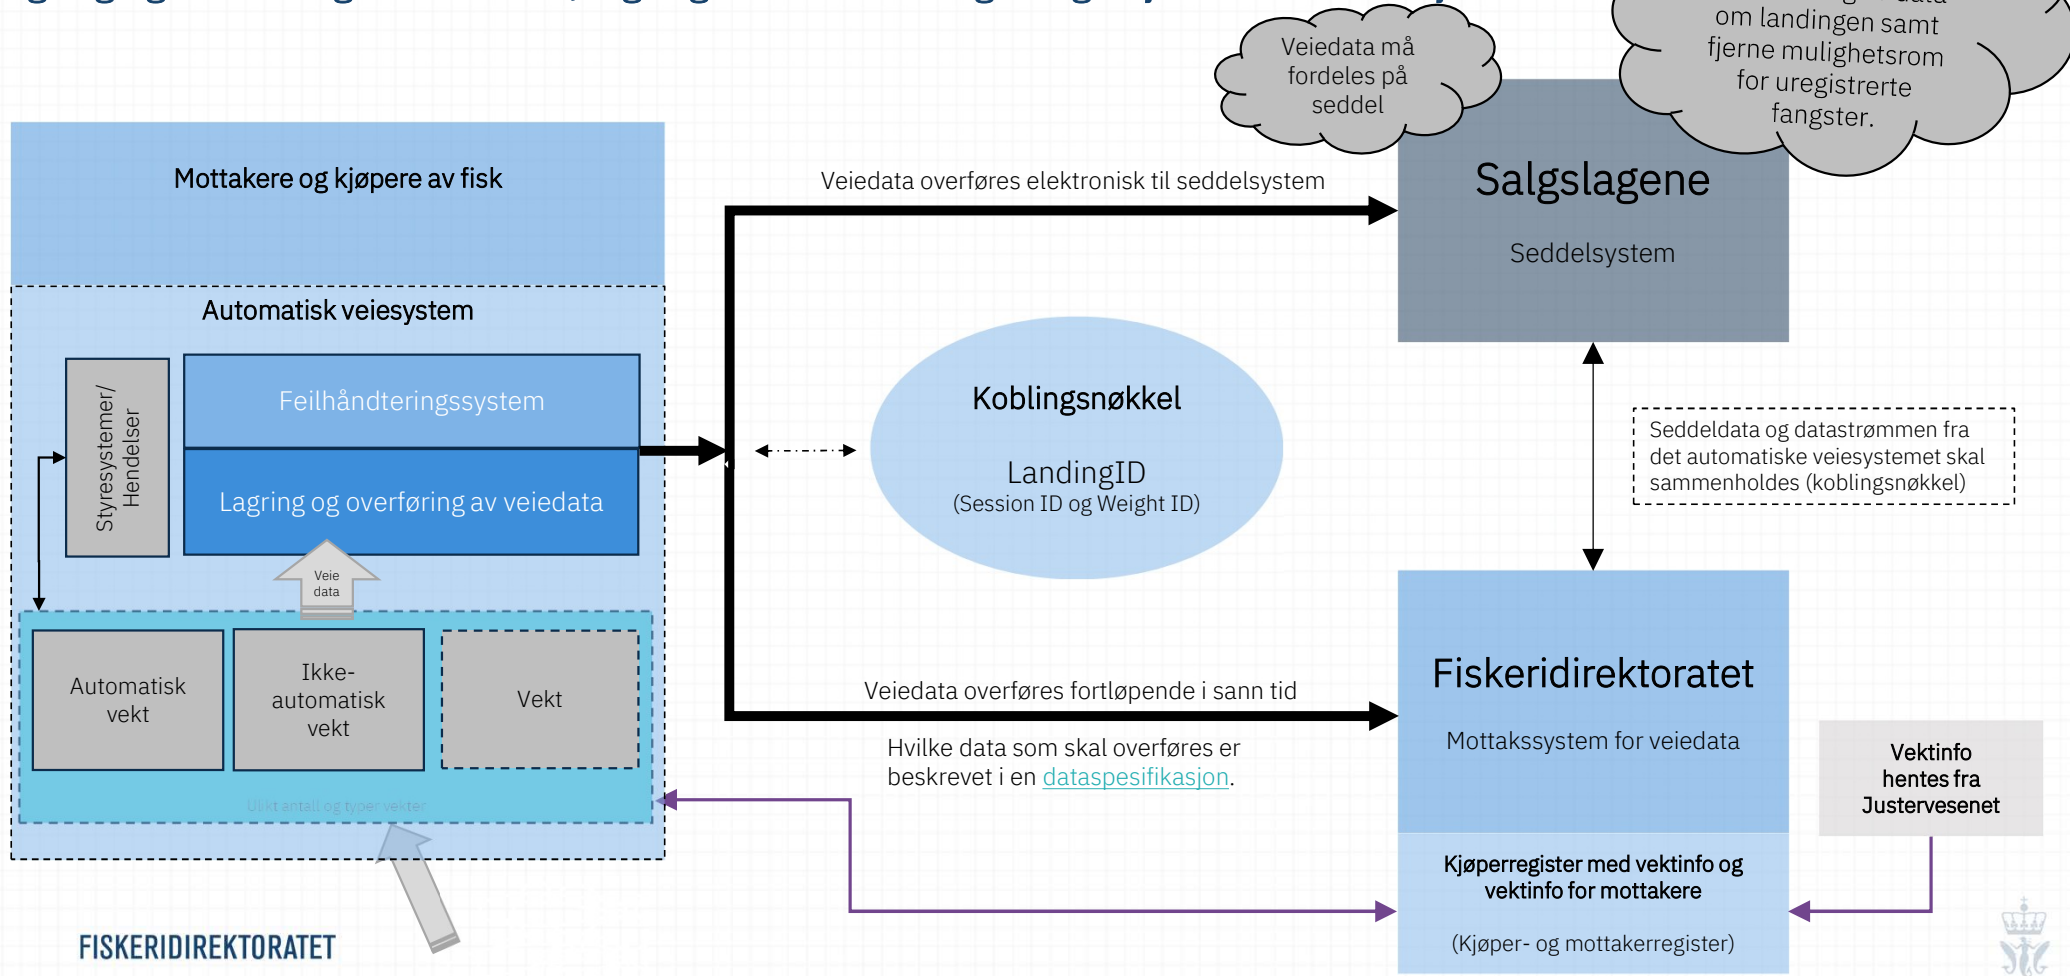 om landingen samt
fjerne mulighetsrom
for uregistrerte
fangster.
Veiedata må
fordeles på
seddel
Mottakere og kjøpere av fisk
Veiedata overføres elektronisk til seddelsystem
Salgslagene
Seddelsystem
Automatisk veiesystem
Styresystemer/
Hendelser
Feilhåndteringssystem
Lagring og overføring av veiedata
Koblingsnøkkel
LandingID
(Session ID og Weight ID)
Seddeldata og datastrømmen fra
det automatiske veiesystemet skal
sammenholdes (koblingsnøkkel)
Veie
data
Automatisk
vekt
Ikke-
automatisk
vekt
Vekt
Ulikt antall og typer vekter
Veiedata overføres fortløpende i sann tid
Hvilke data som skal overføres er
beskrevet i en dataspesifikasjon.
Fiskeridirektoratet
Mottakssystem for veiedata
Vektinfo
hentes fra
Justervesenet
Kjøperregister med vektinfo og
vektinfo for mottakere
(Kjøper- og mottakerregister)
FISKERIDIREKTORATET